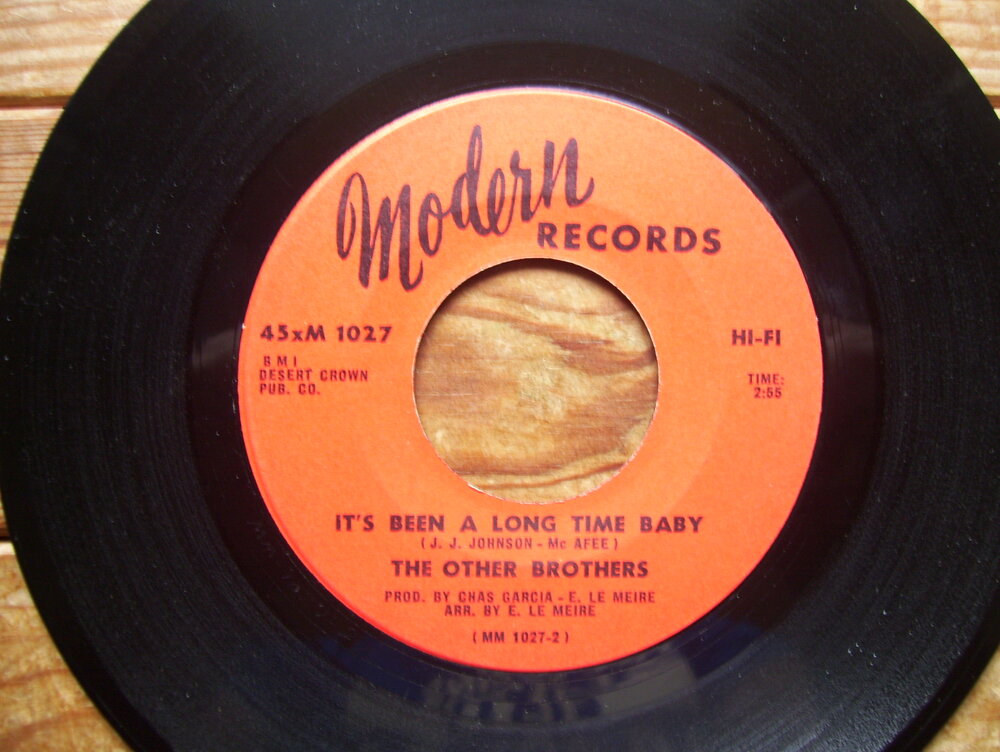 Modern
RECORDS
45xM 1027
HI-FI
B M I
DESERT CROWN
PUB. CO.
TIME:
2:55
IT'S BEEN A LONG TIME BABY
( J. J. JOHNSON - Mc AFEE )
THE OTHER BROTHERS
PROD. BY CHAS GARCIA - E. LE MEIRE
ARR. BY E. LE MEIRE
( MM 1027-2 )